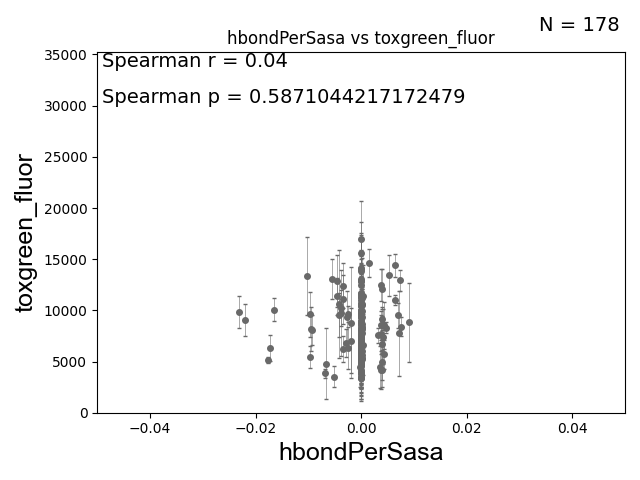 N = 178
hbondPerSasa vs toxgreen_fluor
Spearman r = 0.04
Spearman p = 0.5871044217172479
35000
30000
25000
20000
15000
10000
5000
0
toxgreen_fluor
−0.04 −0.02 0.00 0.02 0.04
hbondPerSasa